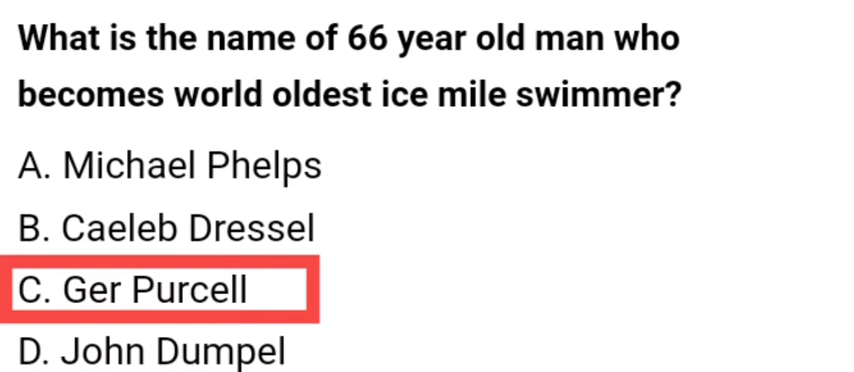 What is the name of 66 year old man who
becomes world oldest ice mile swimmer?
A. Michael Phelps
B. Caeleb Dressel
C. Ger Purcell
D. John Dumpel